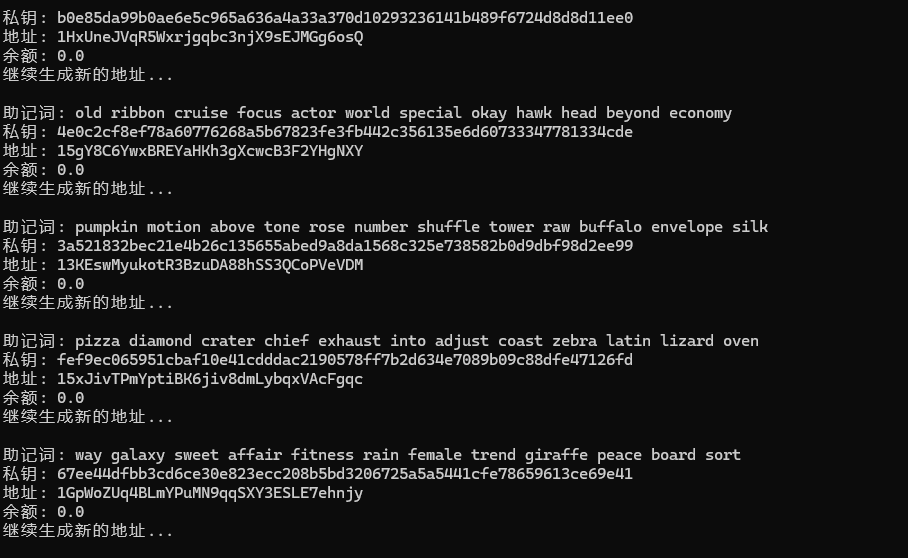 私钥: b0e85da99b0ae6e5c965a636a4a33a370d10293236141b489f6724d8d8d11ee0
地址: 1HxUneJVqR5Wxrjgqbc3njX9sEJMGg6osQ
余额: 0.0
继续生成新的地址...
助记词: old ribbon cruise focus actor world special okay hawk head beyond economy
私钥: 4e0c2cf8ef78a60776268a5b67823fe3fb442c356135e6d60733347781334cde
地址: 15gY8C6YwxBREYaHKh3gXcwcB3F2YHgNXY
余额: 0.0
继续生成新的地址...
助记词: pumpkin motion above tone rose number shuffle tower raw buffalo envelope silk
私钥: 3a521832bec21e4b26c135655abed9a8da1568c325e738582b0d9dbf98d2ee99
地址: 13KEswMyukotR3BzuDA88hSS3QCoPVeVDM
余额: 0.0
继续生成新的地址...
助记词: pizza diamond crater chief exhaust into adjust coast zebra latin lizard oven
私钥: fef9ec065951cbaf10e41cdddac2190578ff7b2d634e7089b09c88dfe47126fd
地址: 15xJivTPmYptiBK6jiv8dmLybqxVAcFgqc
余额: 0.0
继续生成新的地址...
助记词: way galaxy sweet affair fitness rain female trend giraffe peace board sort
私钥: 67ee44dfbb3cd6ce30e823ecc208b5bd3206725a5a5441cfe78659613ce69e41
地址: 1GpWoZUq4BLmYPuMN9qqSXY3ESLE7ehnjy
余额: 0.0
继续生成新的地址...